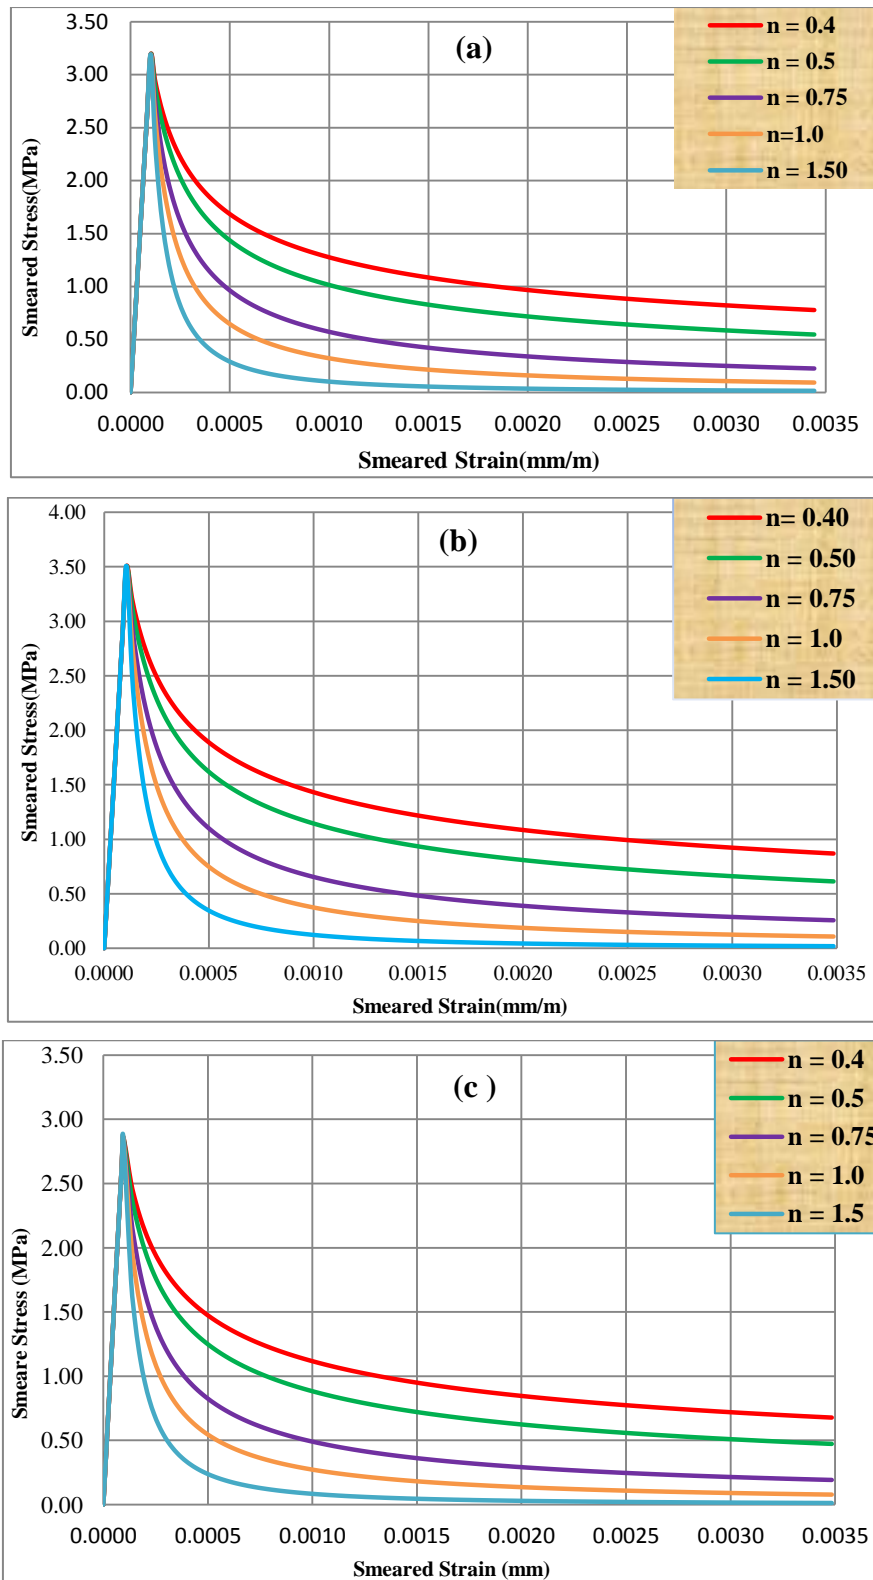 3.50
3.00
2.50
2.00
1.50
1.00
0.50
0.00
Smeared Stress(MPa)
(a)
n = 0.4
n = 0.5
n = 0.75
n=1.0
n = 1.50
0.0000 0.0005 0.0010 0.0015 0.0020 0.0025 0.0030 0.0035
Smeared Strain(mm/m)
4.00
3.50
3.00
2.50
2.00
1.50
1.00
0.50
0.00
Smeared Stress(MPa)
(b)
n= 0.40
n = 0.50
n = 0.75
n = 1.0
n = 1.50
0.0000 0.0005 0.0010 0.0015 0.0020 0.0025 0.0030 0.0035
Smeared Strain(mm/m)
3.50
3.00
2.50
2.00
1.50
1.00
0.50
0.00
Smeare Stress (MPa)
(c )
n = 0.4
n = 0.5
n = 0.75
n = 1.0
n = 1.5
0.0000 0.0005 0.0010 0.0015 0.0020 0.0025 0.0030 0.0035
Smeared Strain (mm)